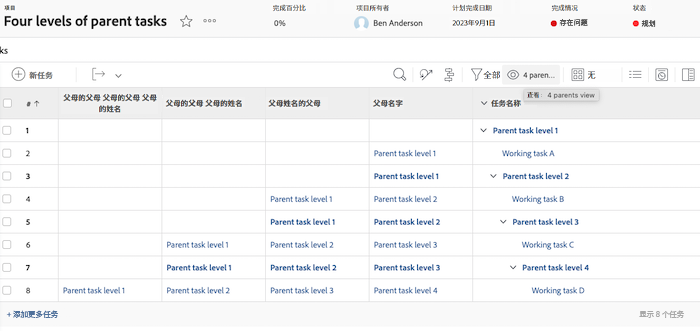 项目
Four levels of parent tasks
完成百分比
0%
项目所有者
Ben Anderson
计划完成日期
2023年9月1日
完成情况
存在问题
状态
规划
ks
新任务
全部
4 paren...
无
查看: 4 parents view
# ↑
父母的父母 父母的父母 父母
的姓名
父母的父母 父母的姓名
父母姓名的父母
父母名字
任务名称
1 Parent task level 1
2 Parent task level 1 Working task A
3 Parent task level 1 Parent task level 2
4 Parent task level 1 Parent task level 2 Working task B
5 Parent task level 1 Parent task level 2 Parent task level 3
6 Parent task level 1 Parent task level 2 Parent task level 3 Working task C
7 Parent task level 1 Parent task level 2 Parent task level 3 Parent task level 4
8 Parent task level 1 Parent task level 2 Parent task level 3 Parent task level 4 Working task D
+ 添加更多任务
显示 8 个任务